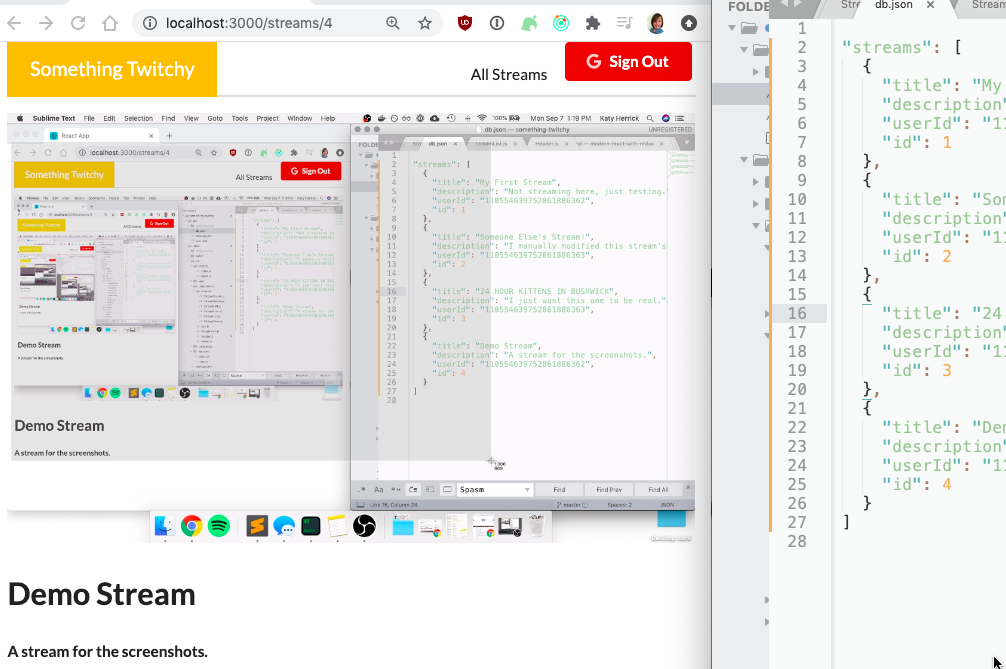 localhost:3000/streams/4
Something Twitchy
All Streams
G Sign Out
Sublime Text File Edit Selection Find View Goto Tools Project Window Help
100% Mon Sep 7 1:19 PM Katy Herrick
React App
localhost:3000/streams/4
Something Twitchy
All Streams
G Sign Out
Demo Stream
A stream for the screenshots.
db.json — something-twitchy
UNREGISTERED
db.json StreamList.js Header.js
1
2 "streams": [
3 {
4 "title": "My First Stream",
5 "description": "Not streaming here, just testing.
6 "userId": "110554639752861886362",
7 "id": 1
8 },
9 {
10 "title": "Someone Else's Stream!",
11 "description": "I manually modified this stream's
12 "userId": "110554639752861886363",
13 "id": 2
14 },
15 {
16 "title": "24 HOUR KITTENS IN BUSHWICK",
17 "description": "I just want this one to be real,"
18 "userId": "110554639752861886363",
19 "id": 3
20 },
21 {
22 "title": "Demo Stream",
23 "description": "A stream for the screenshots.",
24 "userId": "110554639752861886362",
25 "id": 4
26 }
27 ]
28
Aa
Spasm
Find Find Prev Find All
Line 16, Column 24
master
Spaces: 2
JSON
Demo Stream
A stream for the screenshots.
Demo Stream
A stream for the screenshots.
FOLDE
Str db.json Stream
1
2 "streams": [
3 {
4 "title": "My
5 "description"
6 "userId": "11
7 "id": 1
8 },
9 {
10 "title": "Som
11 "description"
12 "userId": "11
13 "id": 2
14 },
15 {
16 "title": "24
17 "description"
18 "userId": "11
19 "id": 3
20 },
21 {
22 "title": "Dem
23 "description"
24 "userId": "11
25 "id": 4
26 }
27 ]
28